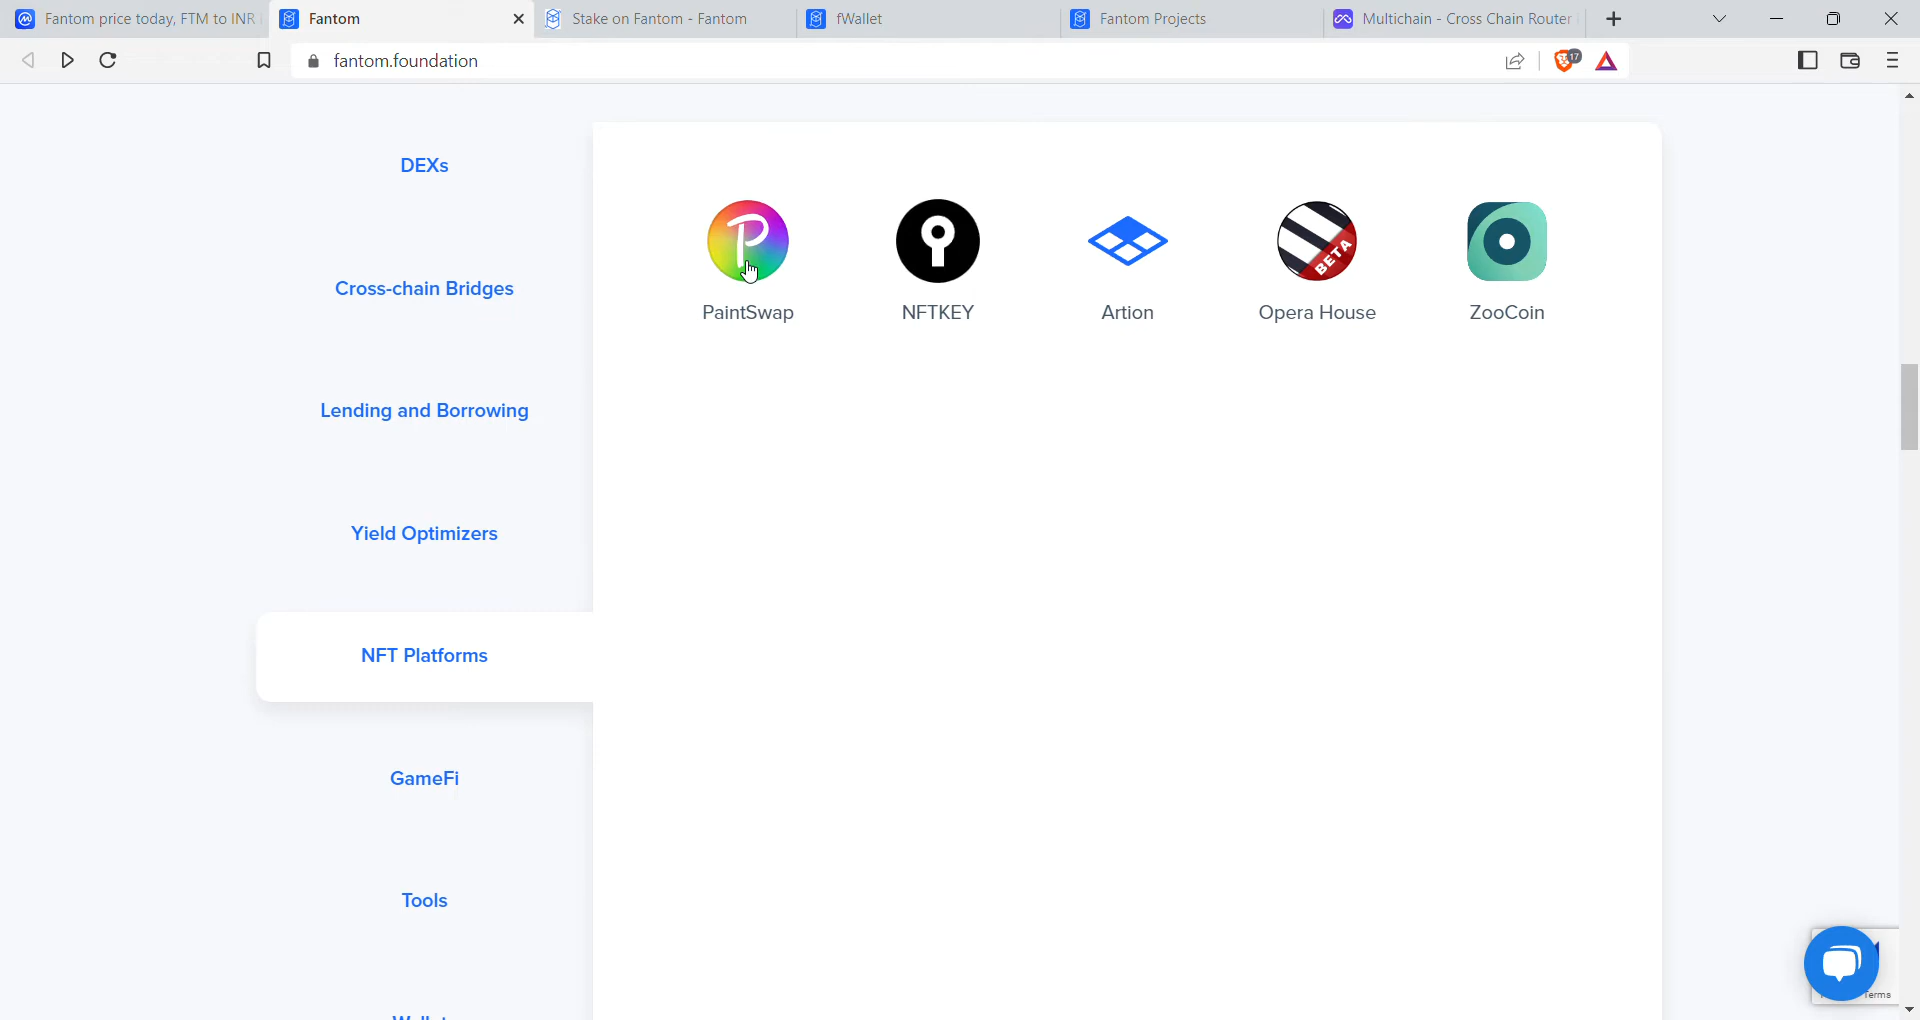 Fantom price today, FTM to INR
Fantom
Stake on Fantom - Fantom
fWallet
Fantom Projects
Multichain - Cross Chain Router
fantom.foundation
17
DEXs
Cross-chain Bridges
Lending and Borrowing
Yield Optimizers
NFT Platforms
GameFi
Tools
P
BETA
PaintSwap
NFTKEY
Artion
Opera House
ZooCoin
Terms